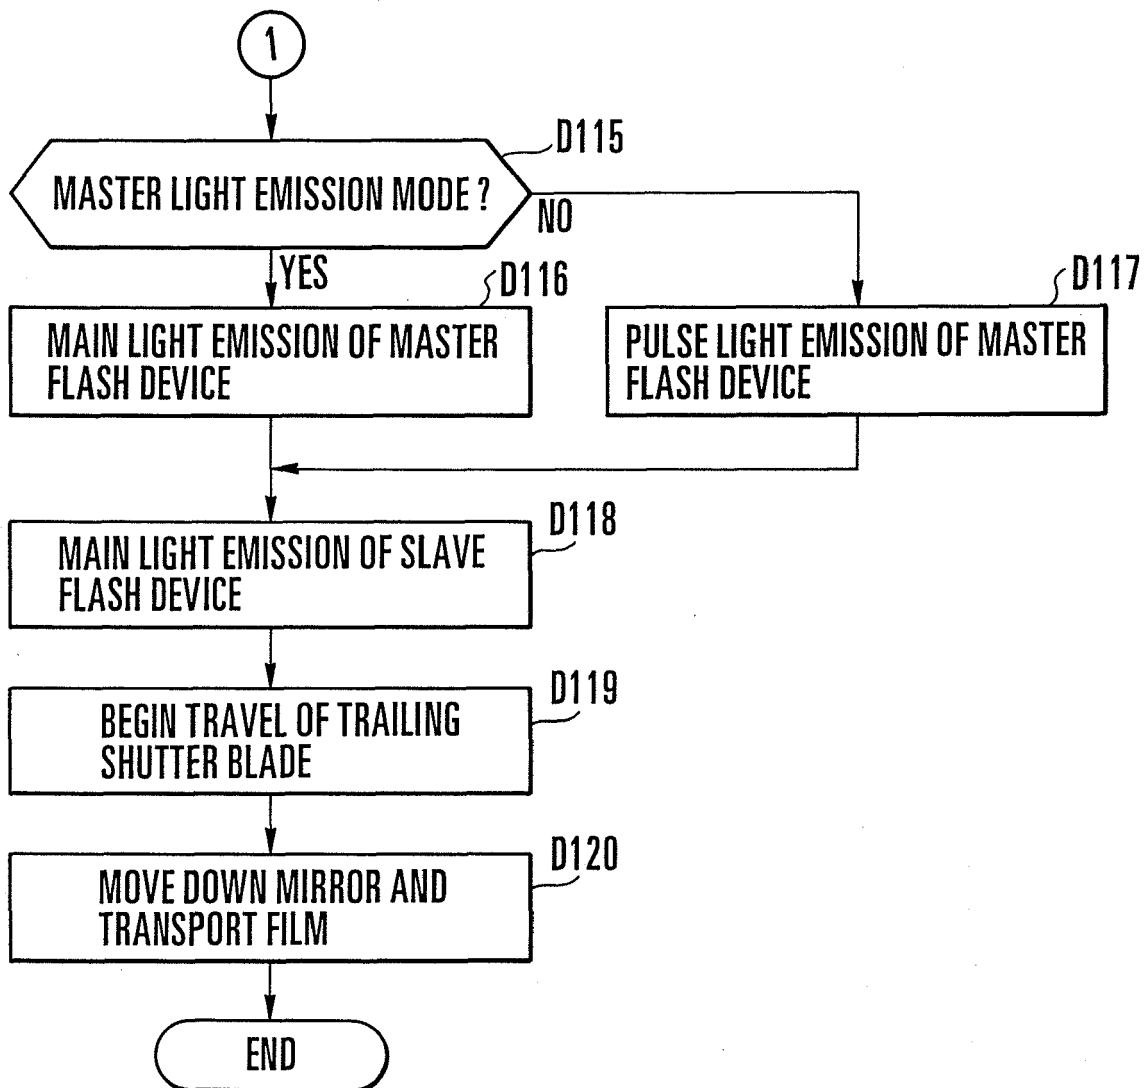 1
D115
MASTER LIGHT EMISSION MODE ?
NO
YES
D116
MAIN LIGHT EMISSION OF MASTER
FLASH DEVICE
D117
PULSE LIGHT EMISSION OF MASTER
FLASH DEVICE
D118
MAIN LIGHT EMISSION OF SLAVE
FLASH DEVICE
D119
BEGIN TRAVEL OF TRAILING
SHUTTER BLADE
D120
MOVE DOWN MIRROR AND
TRANSPORT FILM
END